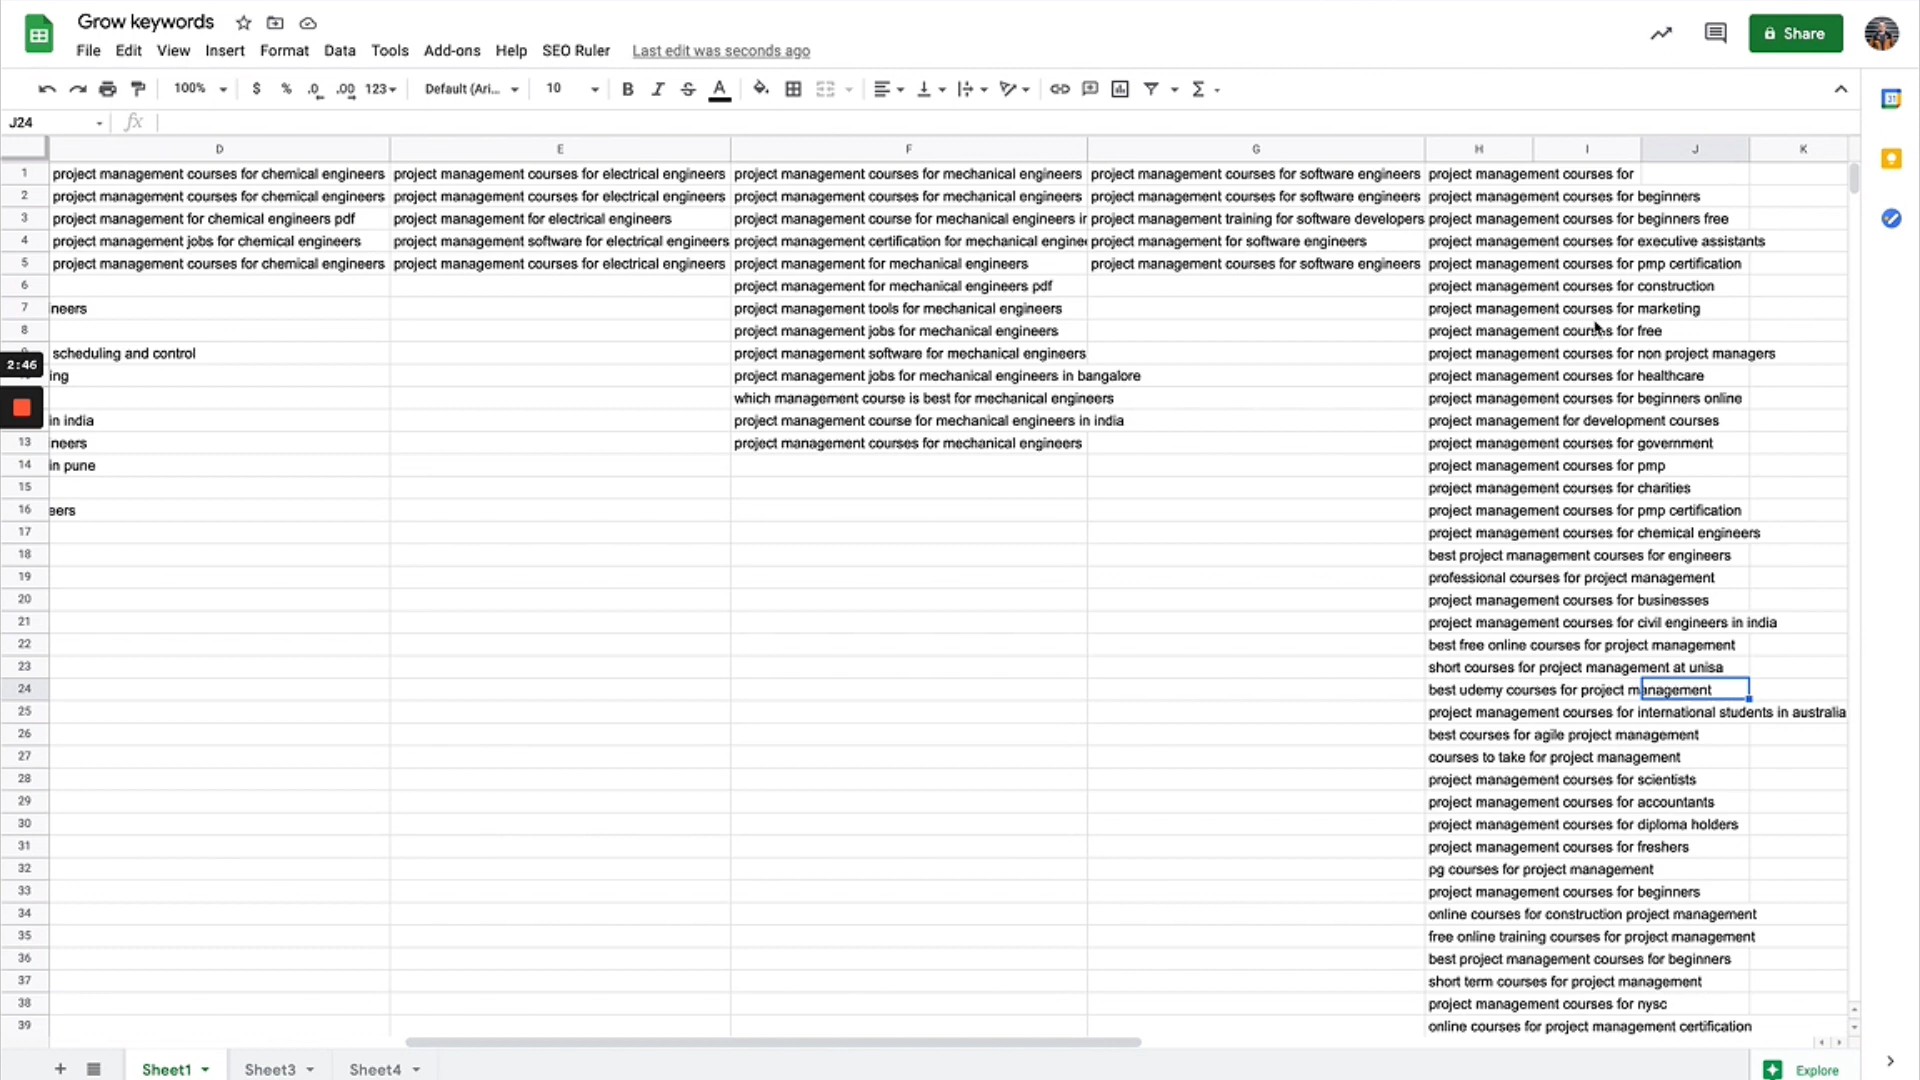 Grow keywords
File Edit View Insert Format Data Tools Add-ons Help SEO Ruler Last edit was seconds ago
Share
100% $ % .0 .00 123 Default (Ari... 10 B I S A
J24 fx
D E F G H I J K
1 project management courses for chemical engineers project management courses for electrical engineers project management courses for mechanical engineers project management courses for software engineers project management courses for
2 project management courses for chemical engineers project management courses for electrical engineers project management courses for mechanical engineers project management courses for software engineers project management courses for beginners
3 project management for chemical engineers pdf project management for electrical engineers project management course for mechanical engineers ir project management training for software developers project management courses for beginners free
4 project management jobs for chemical engineers project management software for electrical engineers project management certification for mechanical enginee project management for software engineers project management courses for executive assistants
5 project management courses for chemical engineers project management courses for electrical engineers project management for mechanical engineers project management courses for software engineers project management courses for pmp certification
6 project management for mechanical engineers pdf project management courses for construction
7 neers project management tools for mechanical engineers project management courses for marketing
8 project management jobs for mechanical engineers project management courses for free
scheduling and control project management software for mechanical engineers project management courses for non project managers
2:46
ing project management jobs for mechanical engineers in bangalore project management courses for healthcare
which management course is best for mechanical engineers project management courses for beginners online
in india project management course for mechanical engineers in india project management for development courses
13 neers project management courses for mechanical engineers project management courses for government
14 in pune project management courses for pmp
15 project management courses for charities
16 eers project management courses for pmp certification
17 project management courses for chemical engineers
18 best project management courses for engineers
19 professional courses for project management
20 project management courses for businesses
21 project management courses for civil engineers in india
22 best free online courses for project management
23 short courses for project management at unisa
24 best udemy courses for project management
25 project management courses for international students in australia
26 best courses for agile project management
27 courses to take for project management
28 project management courses for scientists
29 project management courses for accountants
30 project management courses for diploma holders
31 project management courses for freshers
32 pg courses for project management
33 project management courses for beginners
34 online courses for construction project management
35 free online training courses for project management
36 best project management courses for beginners
37 short term courses for project management
38 project management courses for nysc
39 online courses for project management certification
Sheet1 Sheet3 Sheet4 Explore